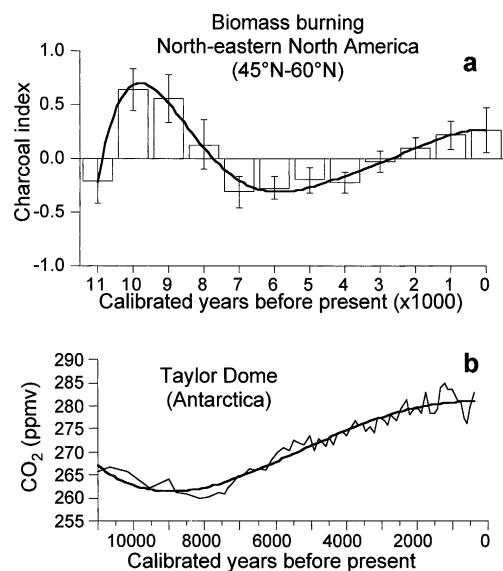 Biomass burning
North-eastern North America
(45°N-60°N)
a
Charcoal index
1.0
0.5
0.0
-0.5
-1.0
11 10 9 8 7 6 5 4 3 2 1 0
Calibrated years before present (x1000)
b
Taylor Dome
(Antarctica)
CO2 (ppmv)
290
285
280
275
270
265
260
255
10000 8000 6000 4000 2000 0
Calibrated years before present